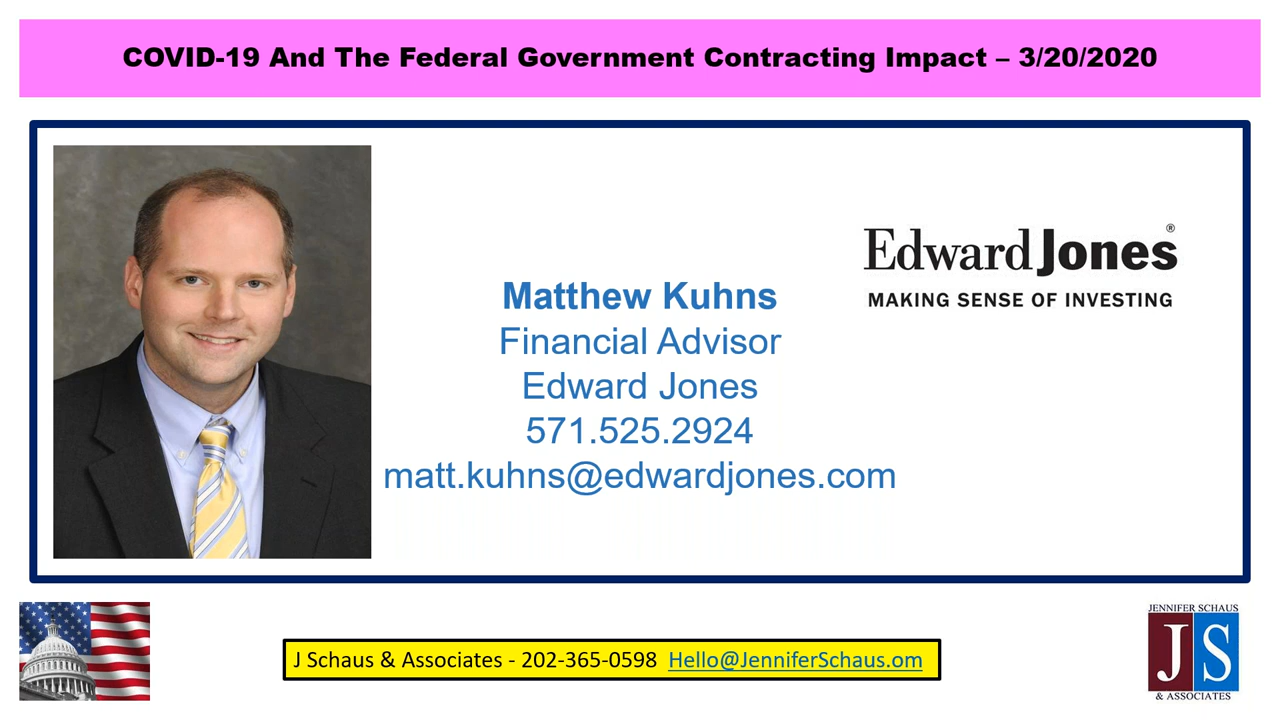 COVID-19 And The Federal Government Contracting Impact – 3/20/2020
Edward Jones®
MAKING SENSE OF INVESTING
Matthew Kuhns
Financial Advisor
Edward Jones
571.525.2924
matt.kuhns@edwardjones.com
J Schaus & Associates - 202-365-0598 Hello@JenniferSchaus.om
JENNIFER SCHAUS
JS
& ASSOCIATES